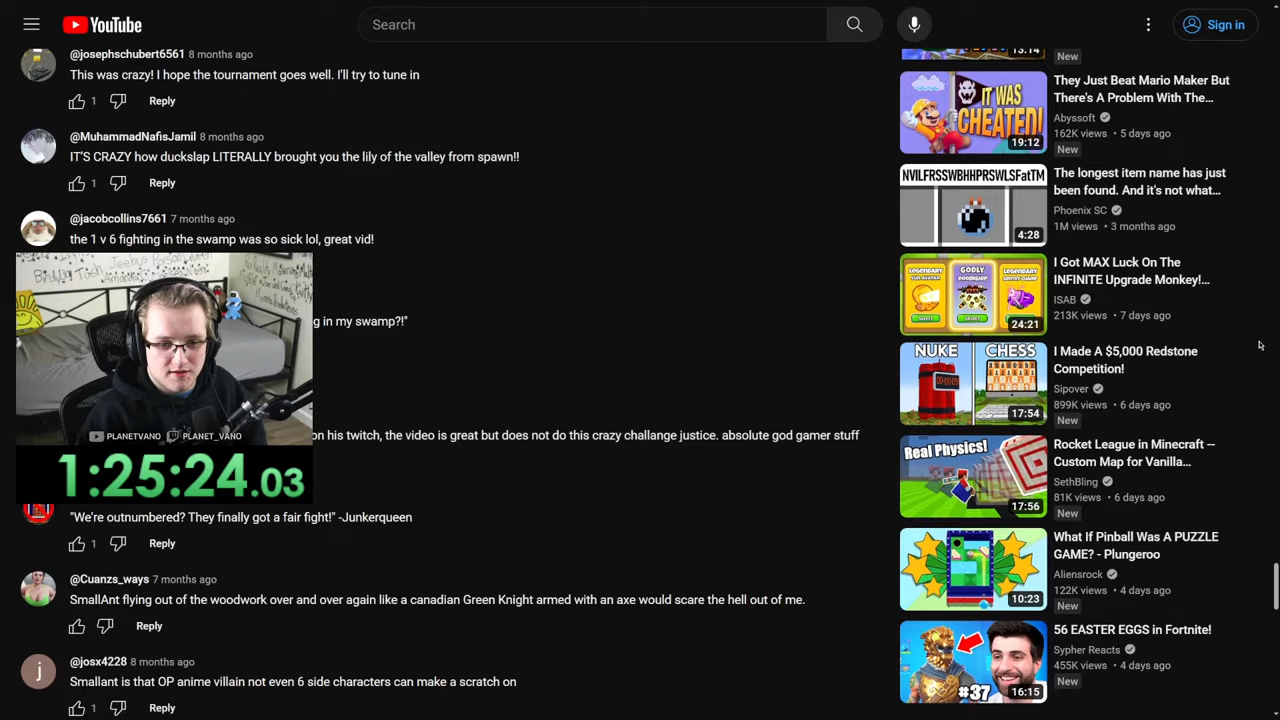 YouTube
Search
Sign in
@josephschubert6561 8 months ago
This was crazy! I hope the tournament goes well. I'll try to tune in
1 Reply
@MuhammadNafisJamil 8 months ago
IT'S CRAZY how duckslap LITERALLY brought you the lily of the valley from spawn!!
1 Reply
@jacobcollins7661 7 months ago
the 1 v 6 fighting in the swamp was so sick lol, great vid!
g in my swamp?!"
on his twitch, the video is great but does not do this crazy challange justice. absolute god gamer stuff
PLANETVANO PLANET_VANO
1:25:24.03
"We're outnumbered? They finally got a fair fight!" -Junkerqueen
1 Reply
@Cuanzs_ways 7 months ago
SmallAnt flying out of the woodwork over and over again like a canadian Green Knight armed with an axe would scare the hell out of me.
Reply
@josx4228 8 months ago
Smallant is that OP anime villain not even 6 side characters can make a scratch on
1 Reply
13:14
New
IT WAS
CHEATED!
19:12
They Just Beat Mario Maker But
There's A Problem With The...
Abyssoft
162K views • 5 days ago
New
NVILFRSSWBHHPRSWLSFatTM
4:28
The longest item name has just
been found. And it's not what...
Phoenix SC
1M views • 3 months ago
LEGENDARY
GODLY
LEGENDARY
24:21
I Got MAX Luck On The
INFINITE Upgrade Monkey!...
ISAB
213K views • 7 days ago
NUKE CHESS
17:54
I Made A $5,000 Redstone
Competition!
Sipover
899K views • 6 days ago
New
Real Physics!
17:56
Rocket League in Minecraft --
Custom Map for Vanilla...
SethBling
81K views • 6 days ago
New
10:23
What If Pinball Was A PUZZLE
GAME? - Plungeroo
Aliensrock
122K views • 4 days ago
New
#37
16:15
56 EASTER EGGS in Fortnite!
Sypher Reacts
455K views • 4 days ago
New